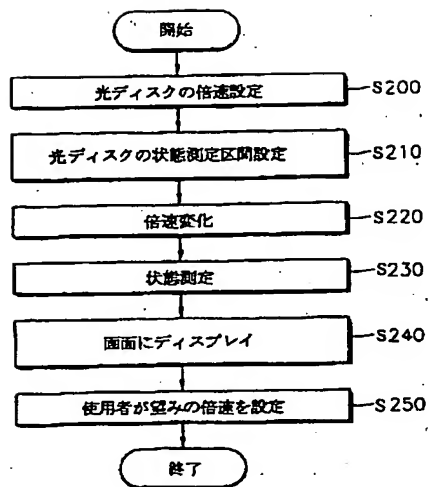 開始
光ディスクの倍速設定 S200
光ディスクの状態測定区間設定 S210
倍速変化 S220
状態測定 S230
画面にディスプレイ S240
使用者が望みの倍速を設定 S250
終了